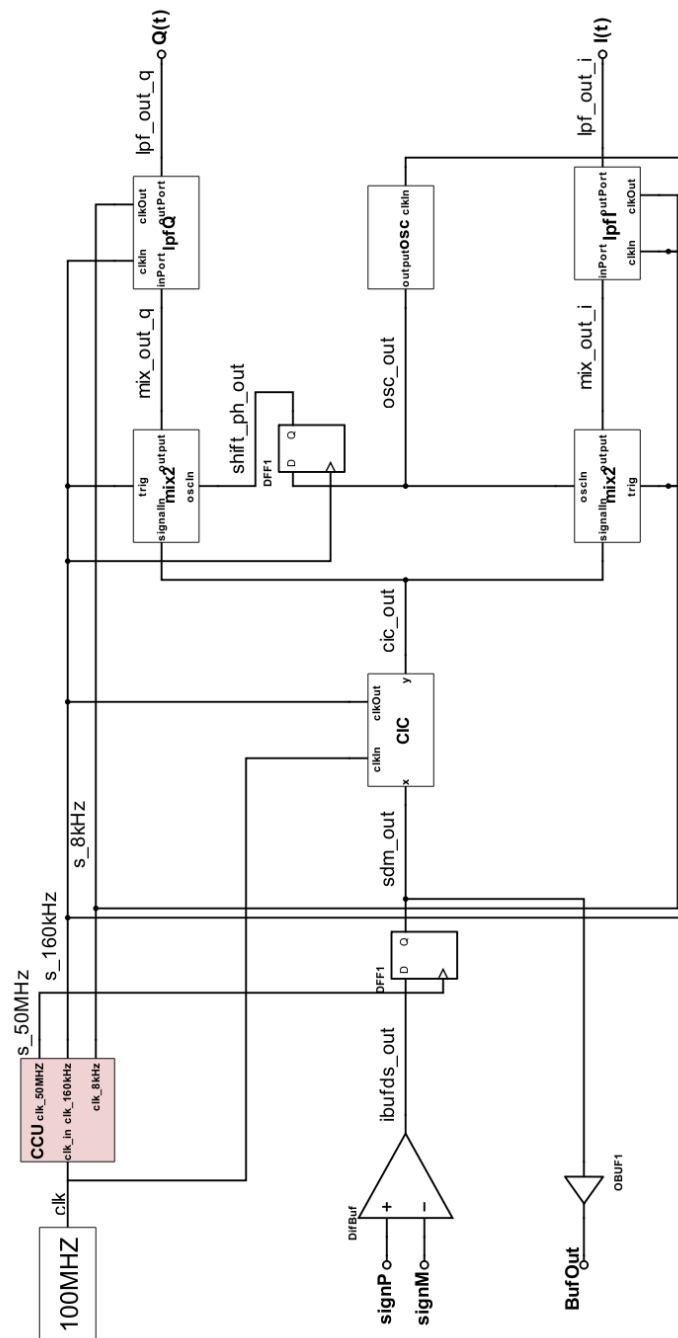 Q(t)
lpf_out_q
clkOut
outPort
lpfQ
clkIn
inPort
mix_out_q
output
trig
mix2
oscIn
signalIn
shift_ph_out
Q
D
DFF1
I(t)
lpf_out_i
clkIn
OSC
output
osc_out
outPort
clkOut
lpfI
inPort
clkIn
mix_out_i
output
oscIn
mix2
trig
signalIn
cic_out
y
clkOut
CIC
clkIn
x
sdm_out
s_8kHz
s_160kHz
s_50MHz
CCU
clk_50MHZ
clk_in
clk_160kHz
clk_8kHz
clk
100MHZ
Q
D
DFF1
ibufds_out
DifBuf
+
−
signP
signM
OBUF1
BufOut